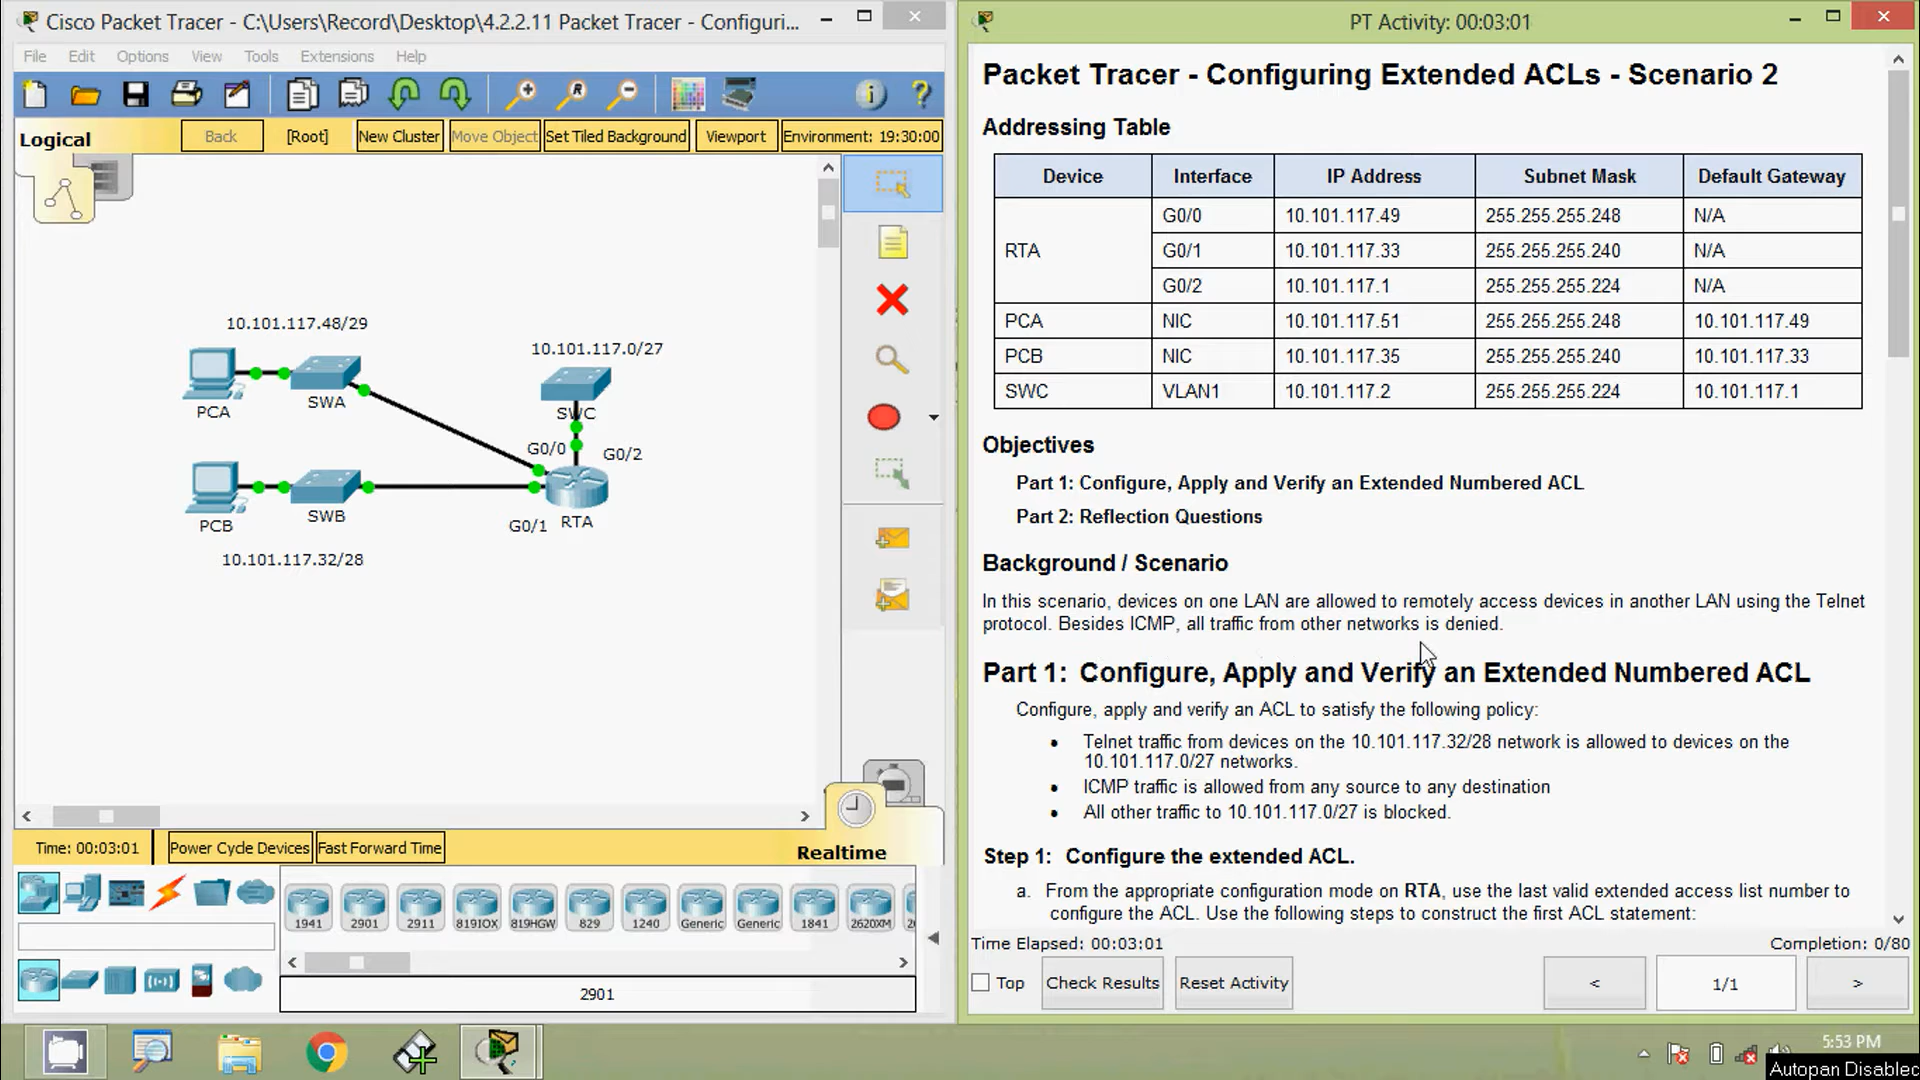 Cisco Packet Tracer - C:\Users\Record\Desktop\4.2.2.11 Packet Tracer - Configuri...
File Edit Options View Tools Extensions Help
Logical
Back
[Root]
New Cluster
Move Object
Set Tiled Background
Viewport
Environment: 19:30:00
10.101.117.48/29
10.101.117.0/27
PCA
SWA
SWC
G0/0
G0/2
PCB
SWB
G0/1
RTA
10.101.117.32/28
Time: 00:03:01
Power Cycle Devices
Fast Forward Time
Realtime
1941
2901
2911
819IOX
819HGW
829
1240
Generic
Generic
1841
2620XM
2901
PT Activity: 00:03:01
Packet Tracer - Configuring Extended ACLs - Scenario 2
Addressing Table
Device Interface IP Address Subnet Mask Default Gateway
RTA
G0/0 10.101.117.49 255.255.255.248 N/A
G0/1 10.101.117.33 255.255.255.240 N/A
G0/2 10.101.117.1 255.255.255.224 N/A
PCA NIC 10.101.117.51 255.255.255.248 10.101.117.49
PCB NIC 10.101.117.35 255.255.255.240 10.101.117.33
SWC VLAN1 10.101.117.2 255.255.255.224 10.101.117.1
Objectives
Part 1: Configure, Apply and Verify an Extended Numbered ACL
Part 2: Reflection Questions
Background / Scenario
In this scenario, devices on one LAN are allowed to remotely access devices in another LAN using the Telnet
protocol. Besides ICMP, all traffic from other networks is denied.
Part 1: Configure, Apply and Verify an Extended Numbered ACL
Configure, apply and verify an ACL to satisfy the following policy:
• Telnet traffic from devices on the 10.101.117.32/28 network is allowed to devices on the
10.101.117.0/27 networks.
• ICMP traffic is allowed from any source to any destination
• All other traffic to 10.101.117.0/27 is blocked.
Step 1: Configure the extended ACL.
a. From the appropriate configuration mode on RTA, use the last valid extended access list number to
configure the ACL. Use the following steps to construct the first ACL statement:
Time Elapsed: 00:03:01
Completion: 0/80
Top
Check Results
Reset Activity
<
1/1
>
5:53 PM
Autopan Disabled